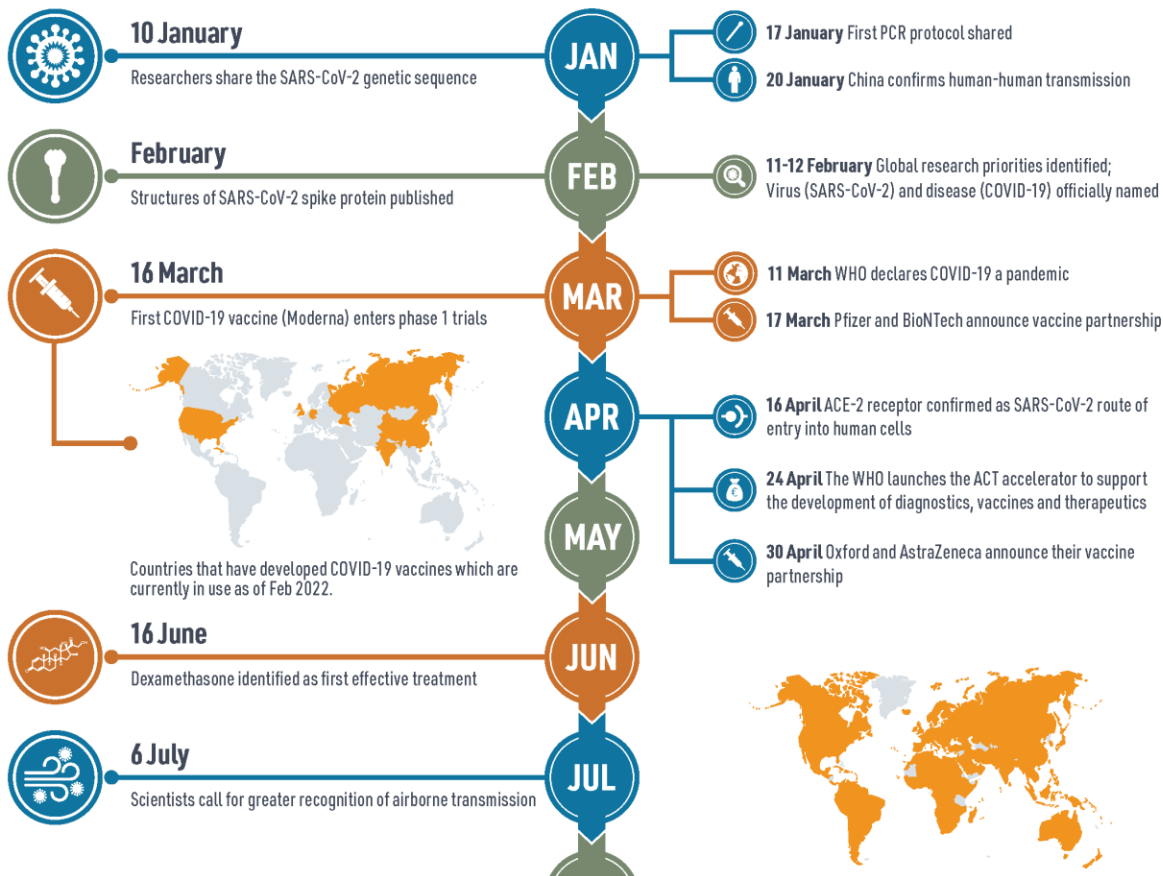 10 January
Researchers share the SARS-CoV-2 genetic sequence
JAN
17 January First PCR protocol shared
20 January China confirms human-human transmission
February
Structures of SARS-CoV-2 spike protein published
FEB
11-12 February Global research priorities identified;
Virus (SARS-CoV-2) and disease (COVID-19) officially named
16 March
First COVID-19 vaccine (Moderna) enters phase 1 trials
MAR
11 March WHO declares COVID-19 a pandemic
17 March Pfizer and BioNTech announce vaccine partnership
Countries that have developed COVID-19 vaccines which are
currently in use as of Feb 2022.
APR
16 April ACE-2 receptor confirmed as SARS-CoV-2 route of
entry into human cells
24 April The WHO launches the ACT accelerator to support
the development of diagnostics, vaccines and therapeutics
€
30 April Oxford and AstraZeneca announce their vaccine
partnership
MAY
16 June
Dexamethasone identified as first effective treatment
JUN
6 July
Scientists call for greater recognition of airborne transmission
JUL